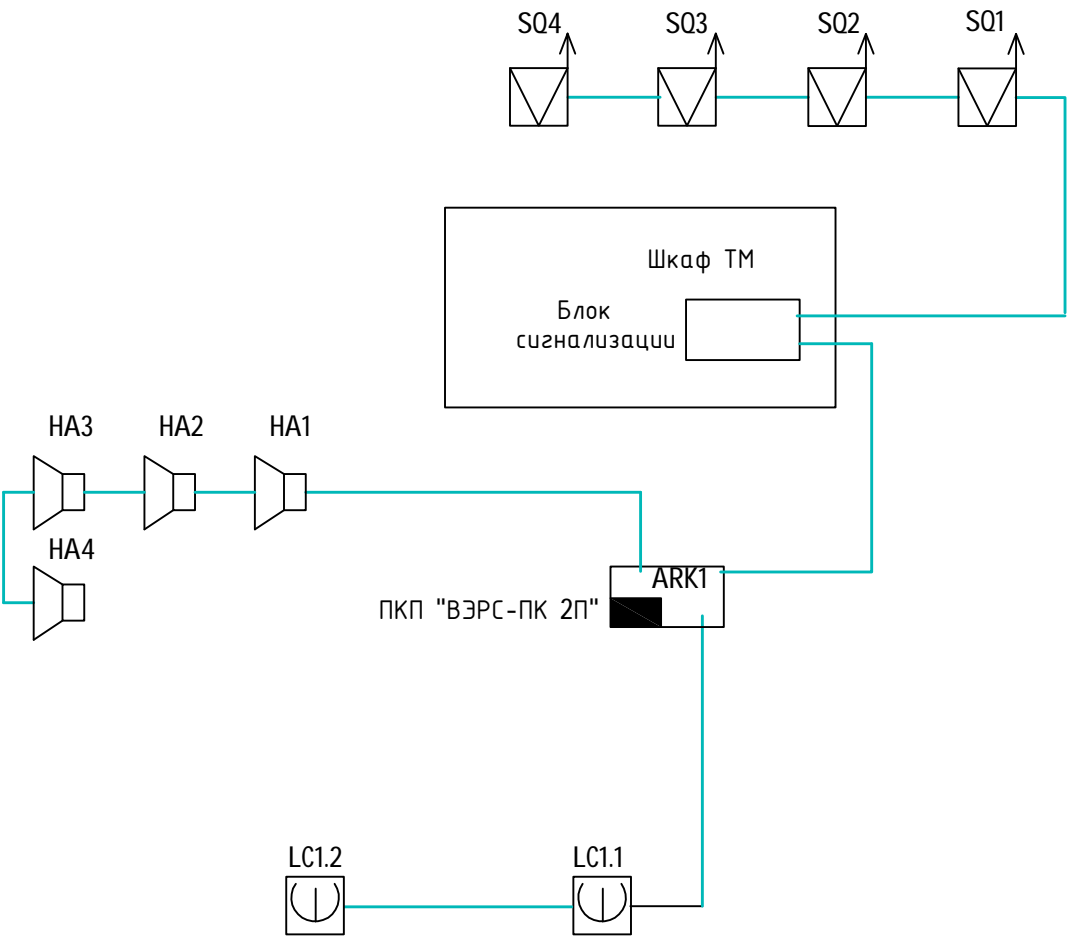 SQ4 SQ3 SQ2 SQ1
Шкаф ТМ
Блок
сигнализации
HA3 HA2 HA1
HA4
ARK1
ПКП "ВЭРС-ПК 2П"
LC1.2 LC1.1